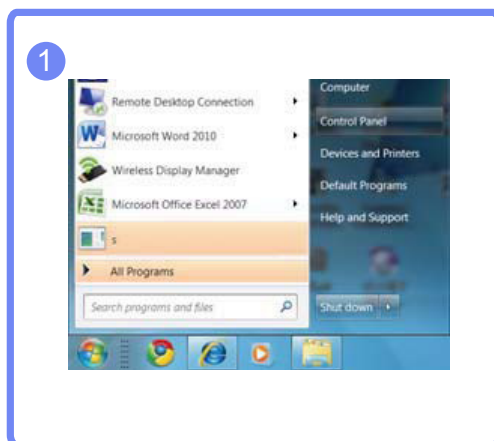 1
Remote Desktop Connection
Microsoft Word 2010
Wireless Display Manager
Microsoft Office Excel 2007
s
All Programs
Search programs and files
Computer
Control Panel
Devices and Printers
Default Programs
Help and Support
Shut down